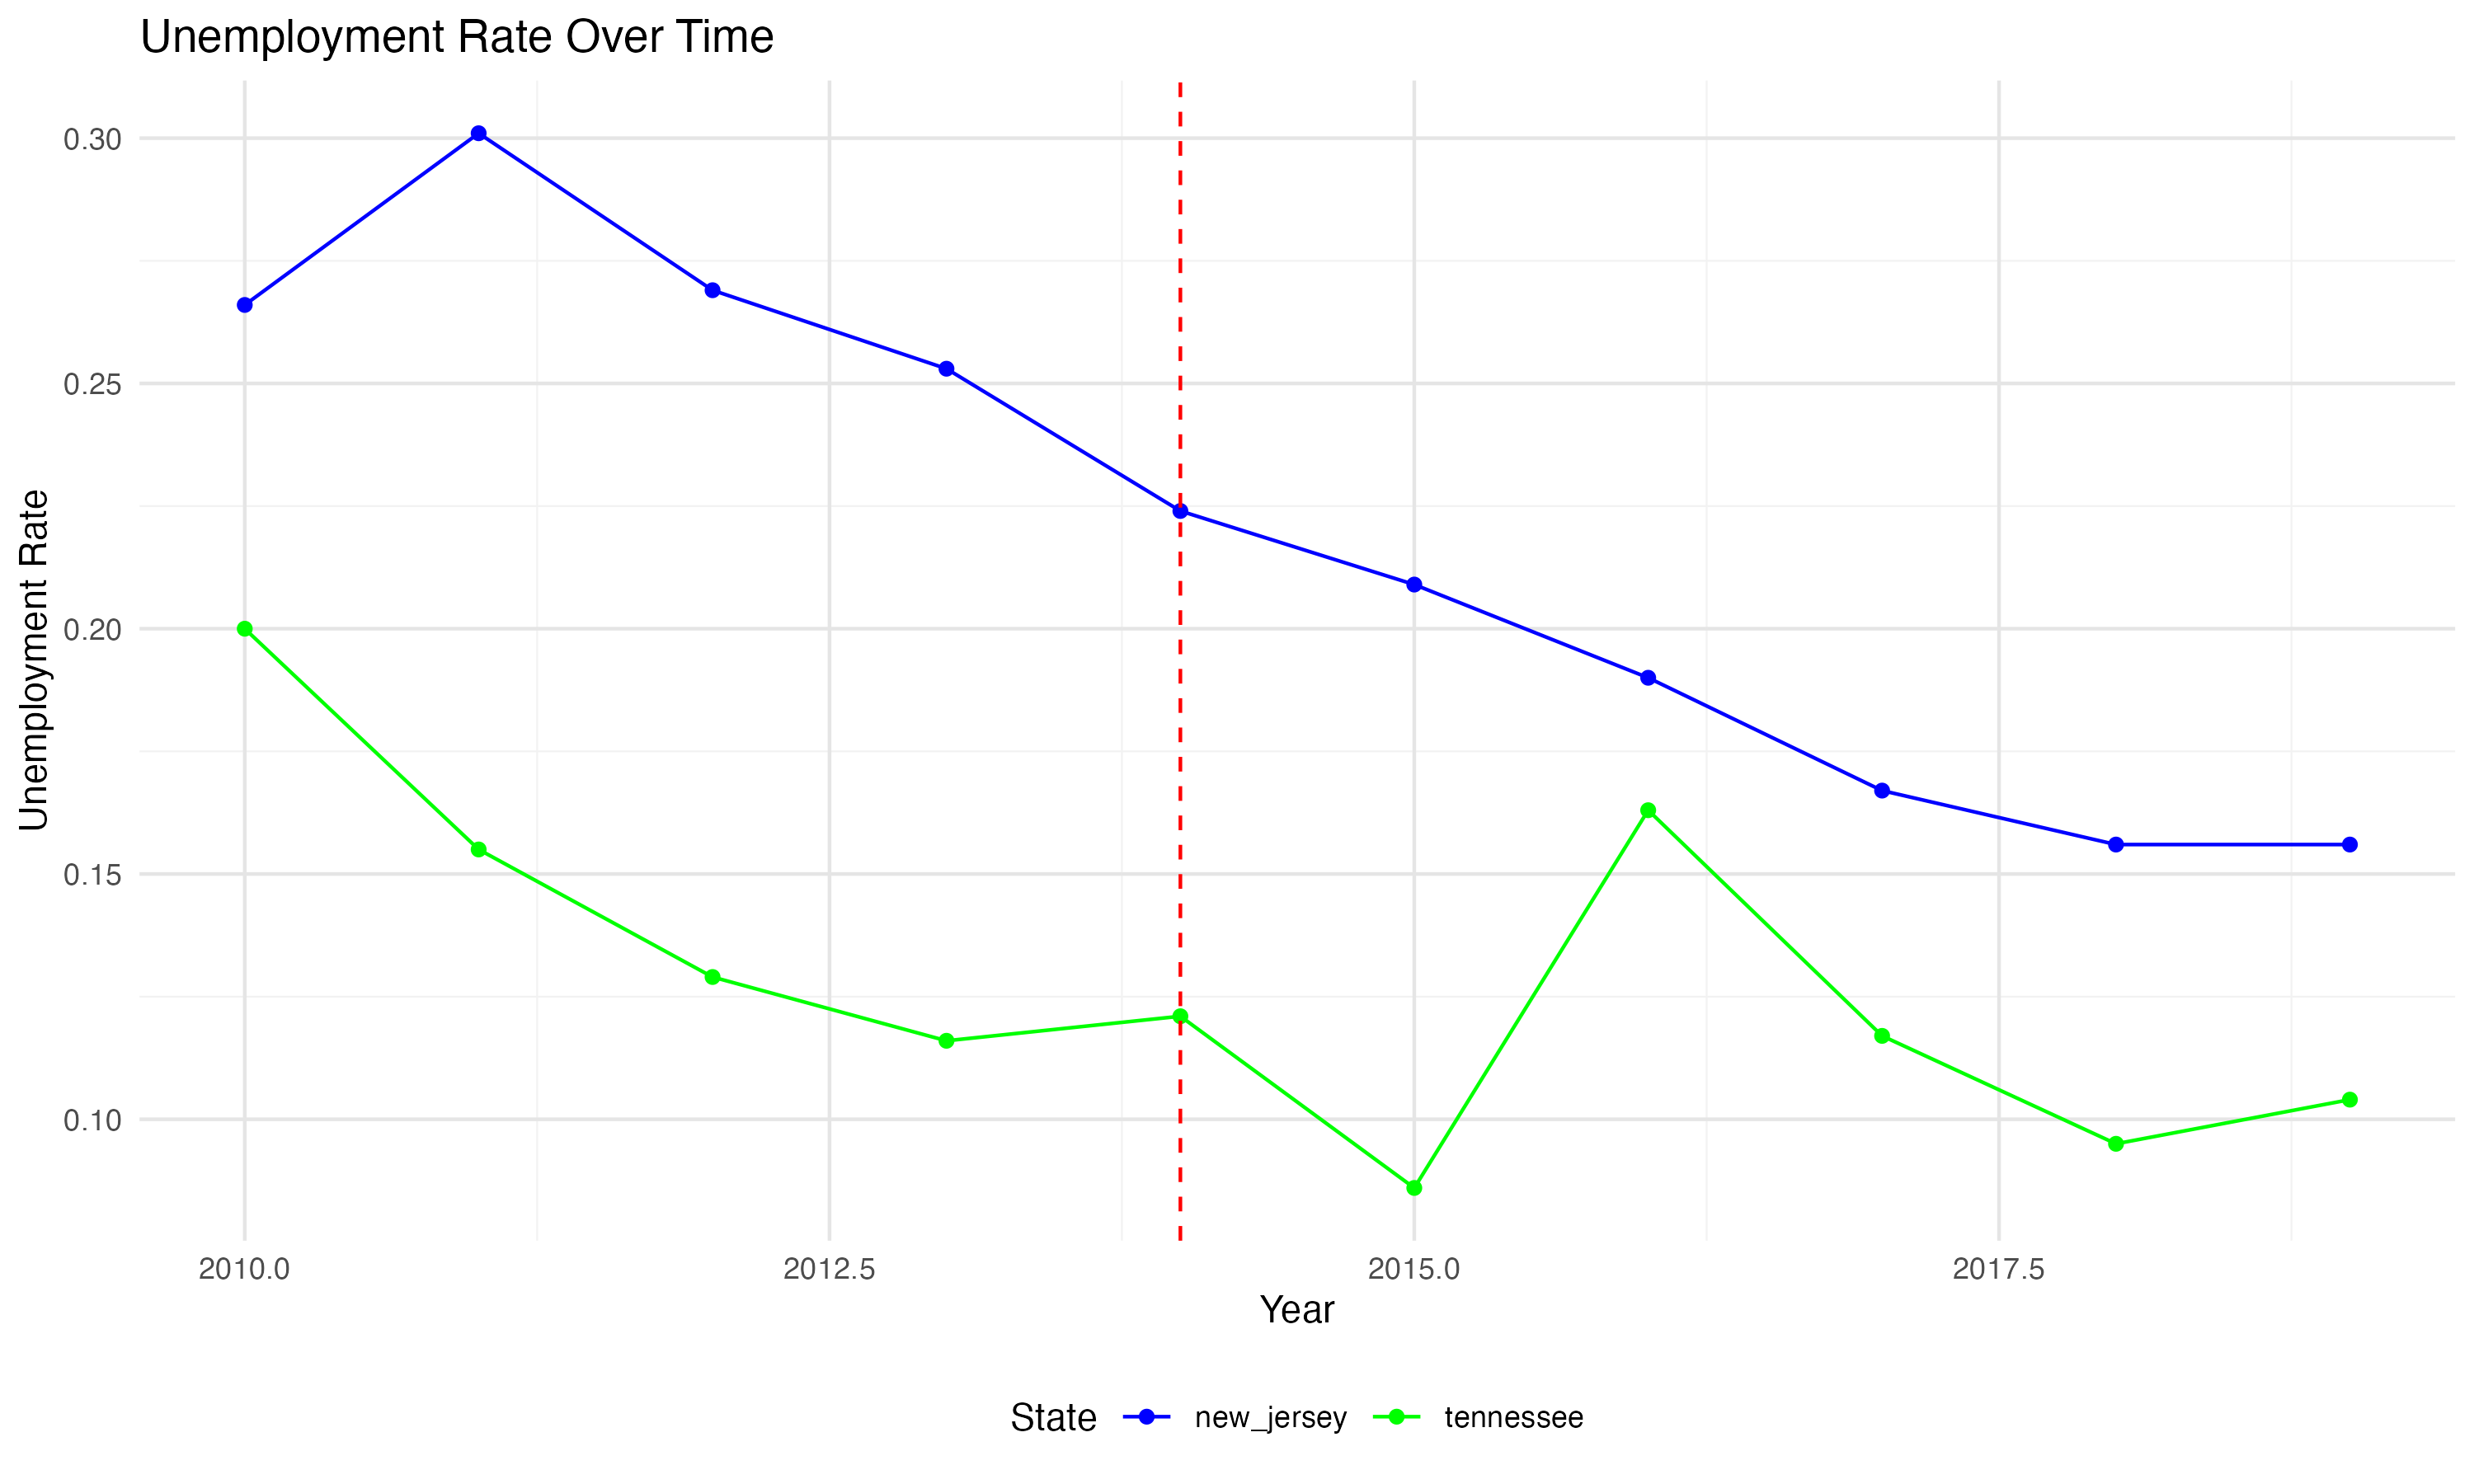 Unemployment Rate Over Time
Unemployment Rate
0.30
0.25
0.20
0.15
0.10
2010.0 2012.5 2015.0 2017.5
Year
State new_jersey tennessee